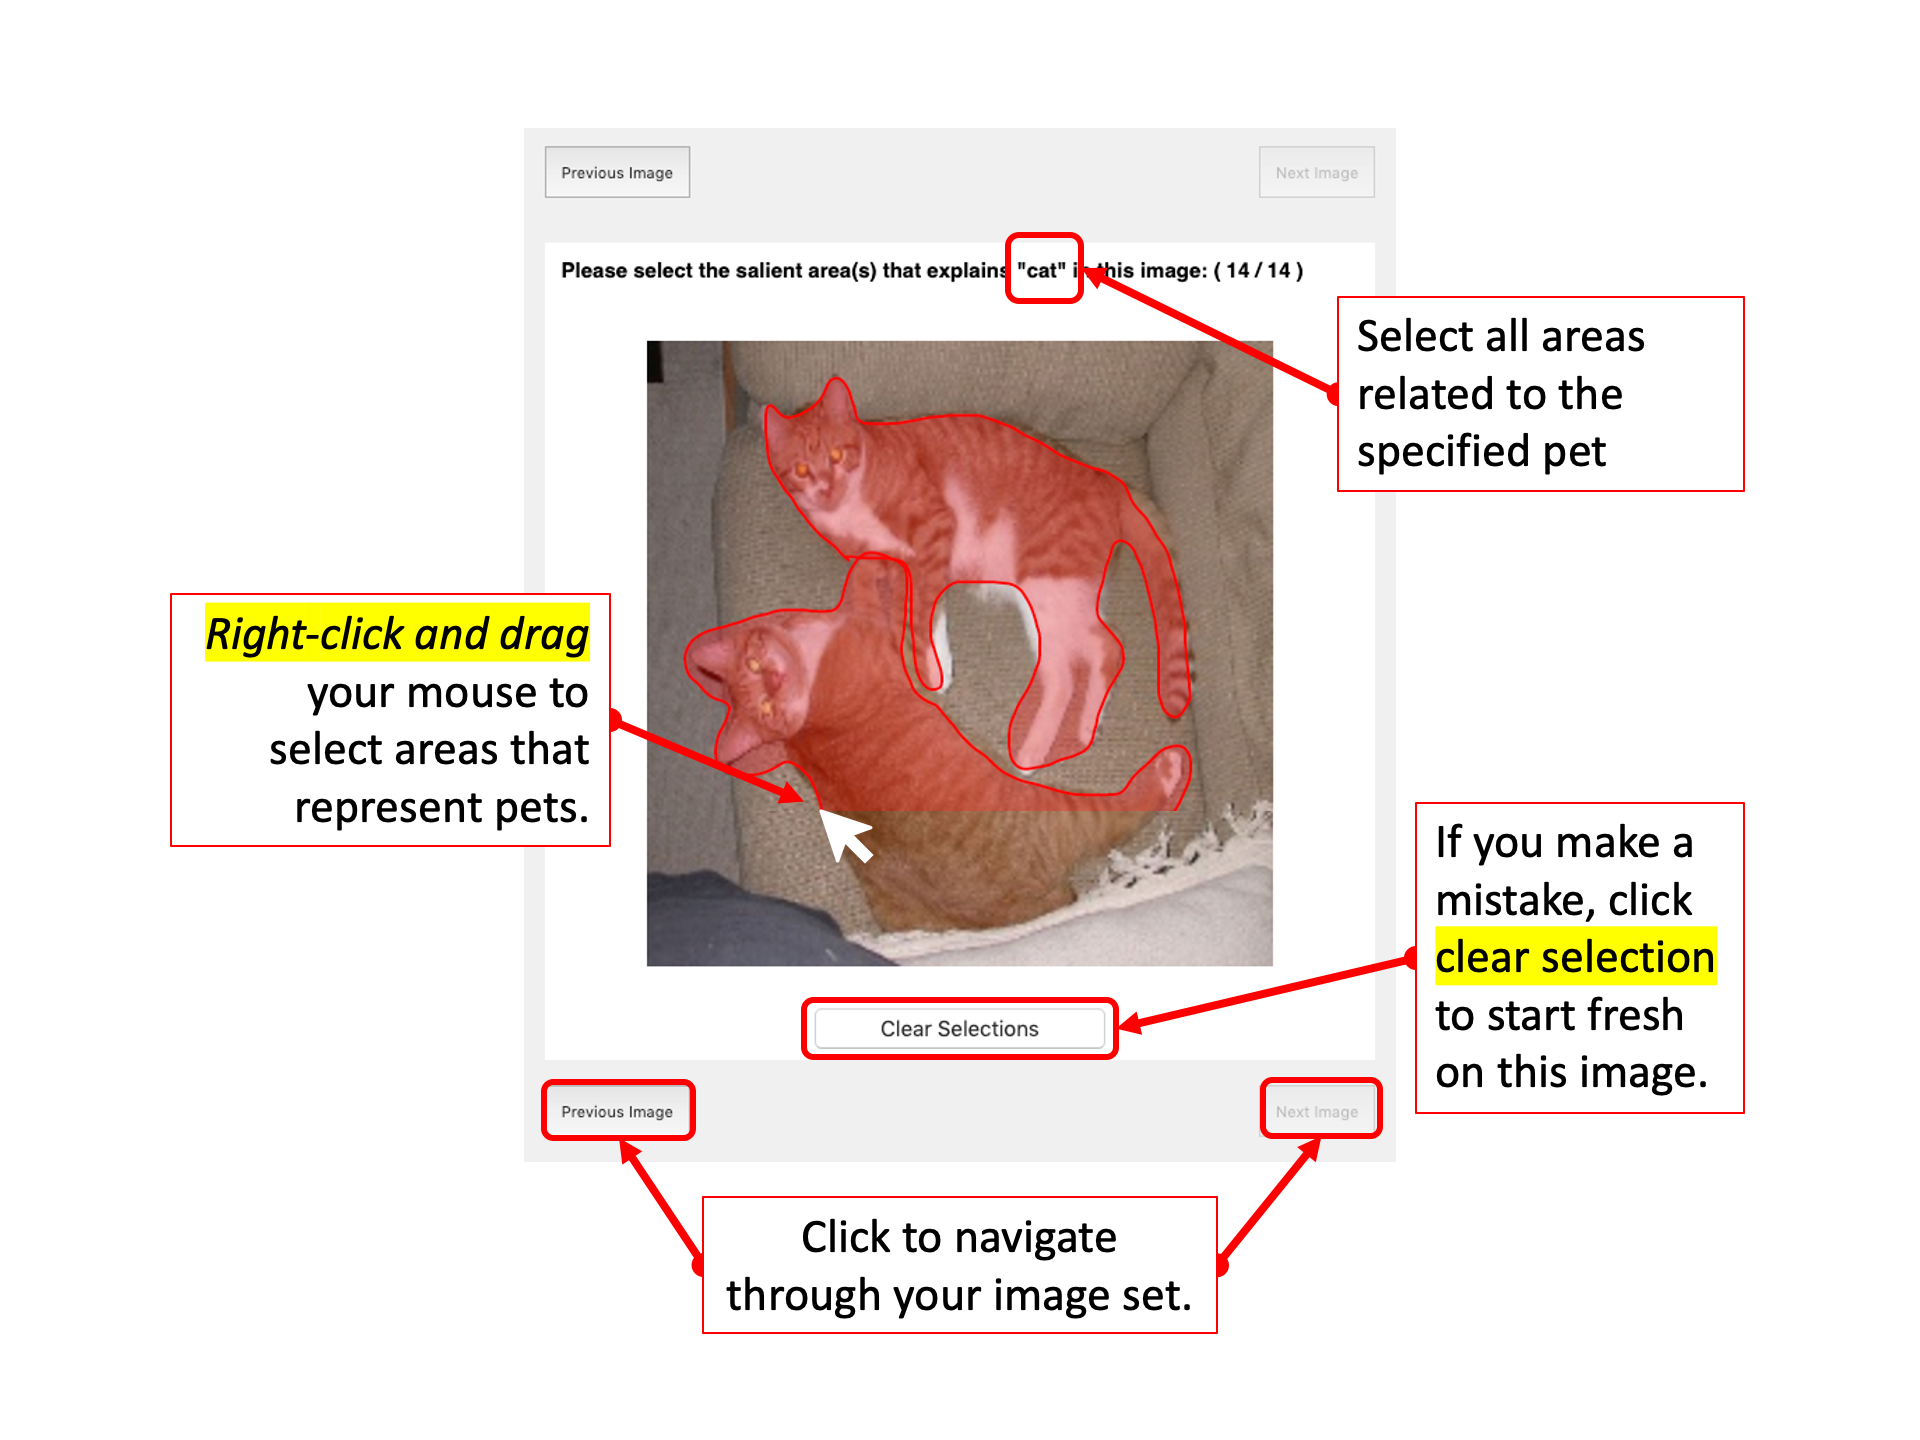 Previous Image
Next Image
Please select the salient area(s) that explains "cat" in this image: ( 14 / 14 )
Select all areas
related to the
specified pet
Right-click and drag
your mouse to
select areas that
represent pets.
If you make a
mistake, click
clear selection
to start fresh
on this image.
Clear Selections
Previous Image
Next Image
Click to navigate
through your image set.